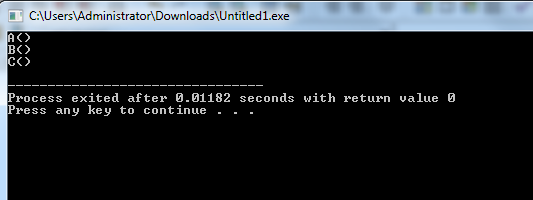 C:\Users\Administrator\Downloads\Untitled1.exe
A()
B()
C()
--------------------------------
Process exited after 0.01182 seconds with return value 0
Press any key to continue . . .